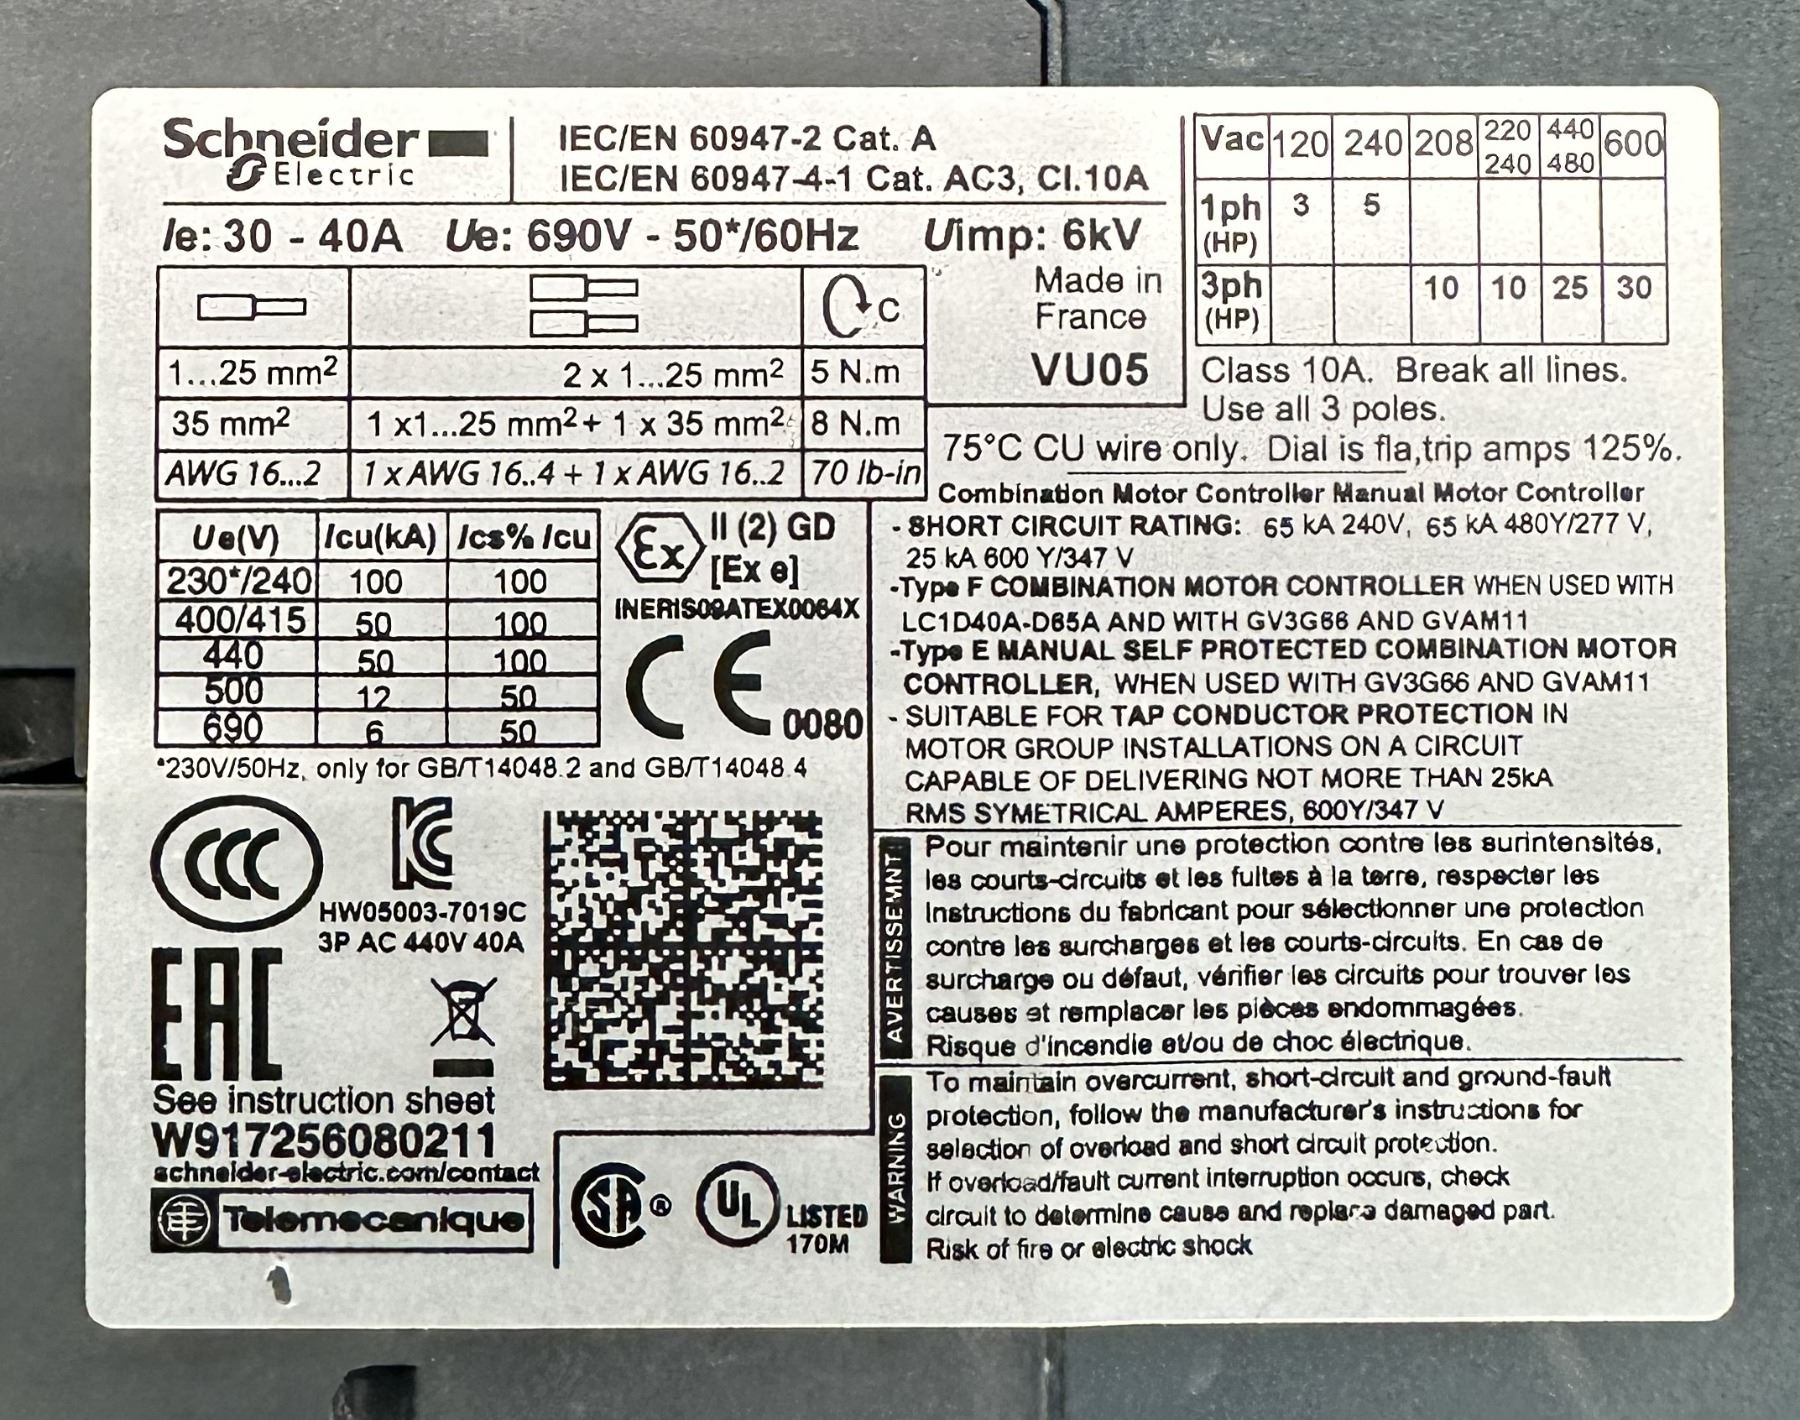 Schneider
Electric
IEC/EN 60947-2 Cat. A
IEC/EN 60947-4-1 Cat. AC3, Cl.10A
Ie: 30 - 40A Ue: 690V - 50*/60Hz Uimp: 6kV
Made in
France
VU05
Vac 120 240 208 220 240 440 480 600
1ph (HP) 3 5
3ph (HP) 10 10 25 30
C
1...25 mm² 2 x 1...25 mm² 5 N.m
35 mm² 1 x1...25 mm²+ 1 x 35 mm² 8 N.m
AWG 16...2 1 x AWG 16..4 + 1 x AWG 16..2 70 lb-in
Class 10A. Break all lines.
Use all 3 poles.
75°C CU wire only. Dial is fla,trip amps 125%.
Combination Motor Controller Manual Motor Controller
- SHORT CIRCUIT RATING: 65 kA 240V, 65 kA 480Y/277 V,
25 kA 600 Y/347 V
-Type F COMBINATION MOTOR CONTROLLER WHEN USED WITH
LC1D40A-D65A AND WITH GV3G66 AND GVAM11
-Type E MANUAL SELF PROTECTED COMBINATION MOTOR
CONTROLLER, WHEN USED WITH GV3G66 AND GVAM11
- SUITABLE FOR TAP CONDUCTOR PROTECTION IN
MOTOR GROUP INSTALLATIONS ON A CIRCUIT
CAPABLE OF DELIVERING NOT MORE THAN 25kA
RMS SYMETRICAL AMPERES, 600Y/347 V
Ue(V) Icu(kA) Ics% Icu
230*/240 100 100
400/415 50 100
440 50 100
500 12 50
690 6 50
*230V/50Hz, only for GB/T14048.2 and GB/T14048.4
Ex II (2) GD
[Ex e]
INERIS09ATEX0064X
CE 0080
CCC
KC
HW05003-7019C
3P AC 440V 40A
EAC
See instruction sheet
W917256080211
schneider-electric.com/contact
Telemecanique
SA ®
UL LISTED
170M
AVERTISSEMNT
Pour maintenir une protection contre les surintensités,
les courts-circuits et les fuites à la terre, respecter les
Instructions du fabricant pour sélectionner une protection
contre les surcharges et les courts-circuits. En cas de
surcharge ou défaut, vérifier les circuits pour trouver les
causes et remplacer les pièces endommagées.
Risque d'incendie et/ou de choc électrique.
WARNING
To maintain overcurrent, short-circuit and ground-fault
protection, follow the manufacturer's instructions for
selection of overload and short circuit protection.
If overload/fault current interruption occurs, check
circuit to determine cause and replace damaged part.
Risk of fire or electric shock
1